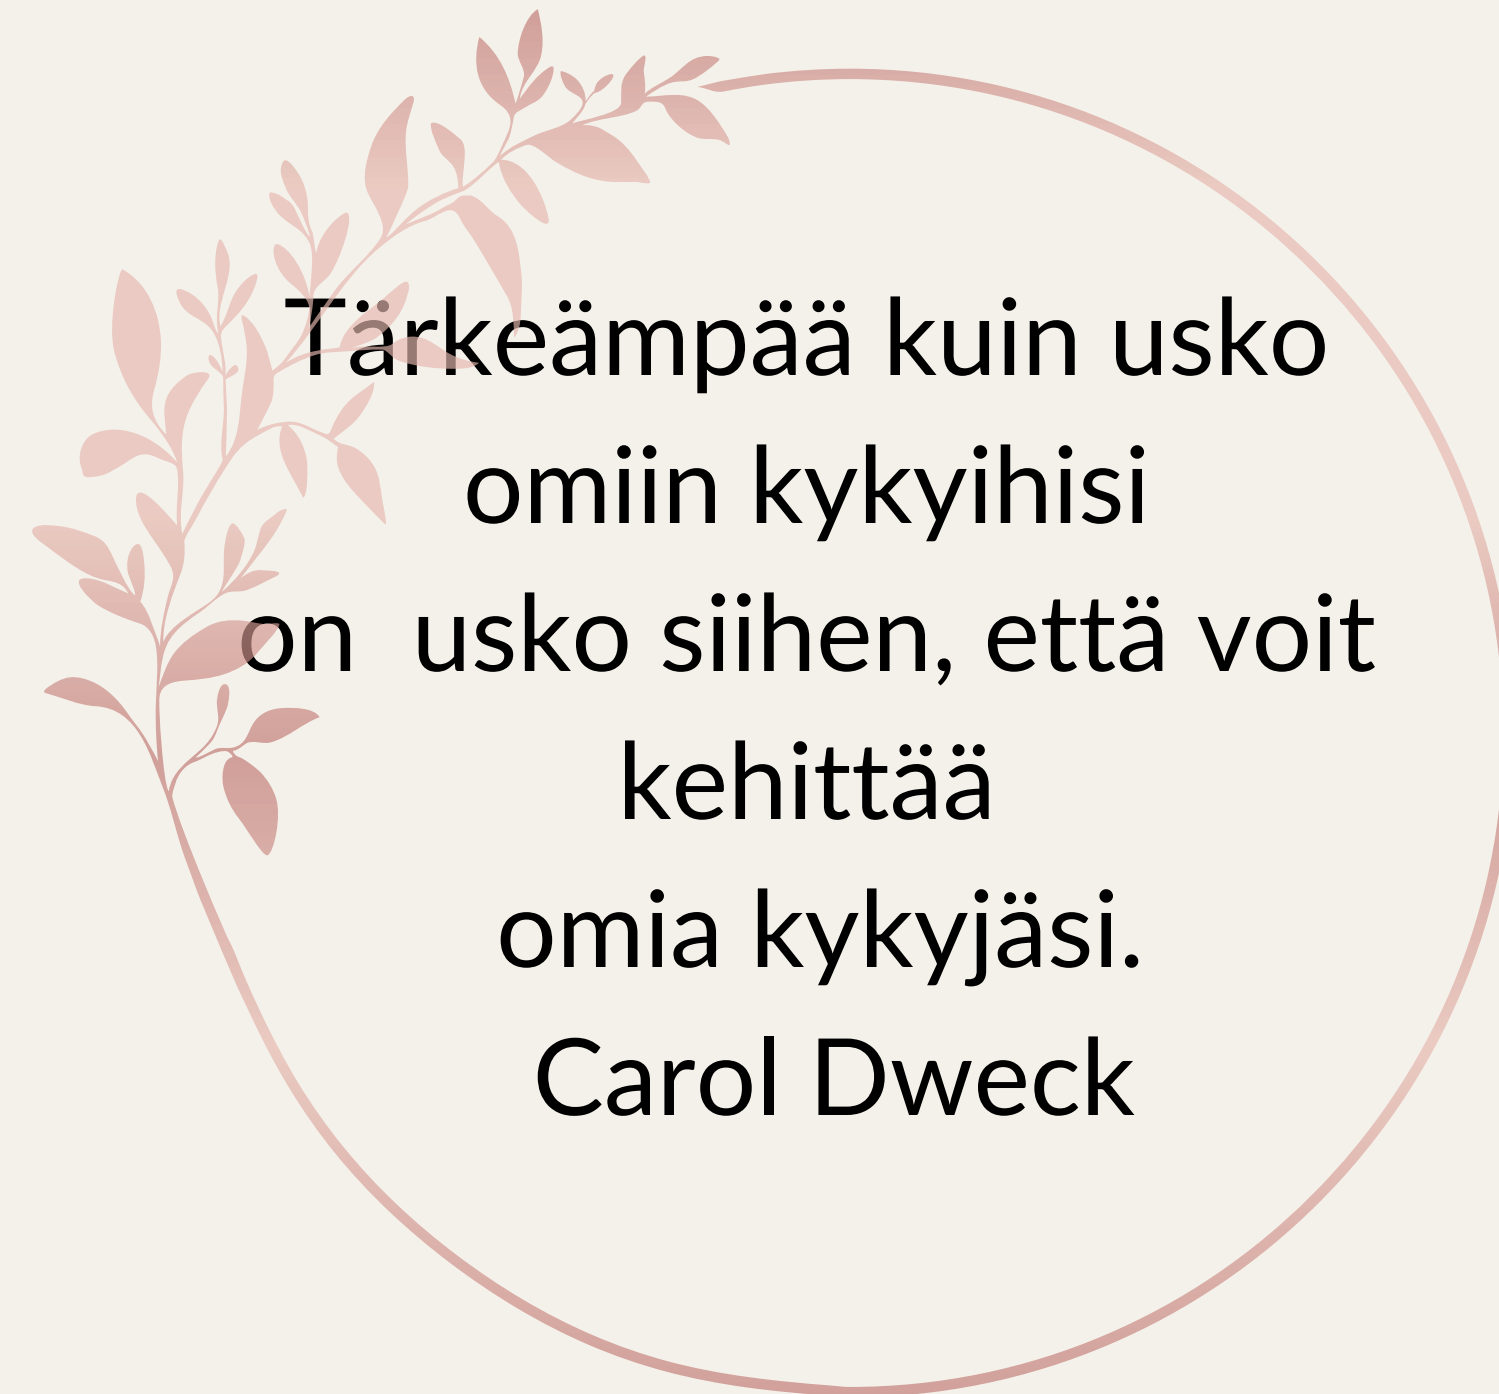 Tärkeämpää kuin usko
omiin kykyihisi
on  usko siihen, että voit
kehittää
omia kykyjäsi.
Carol Dweck